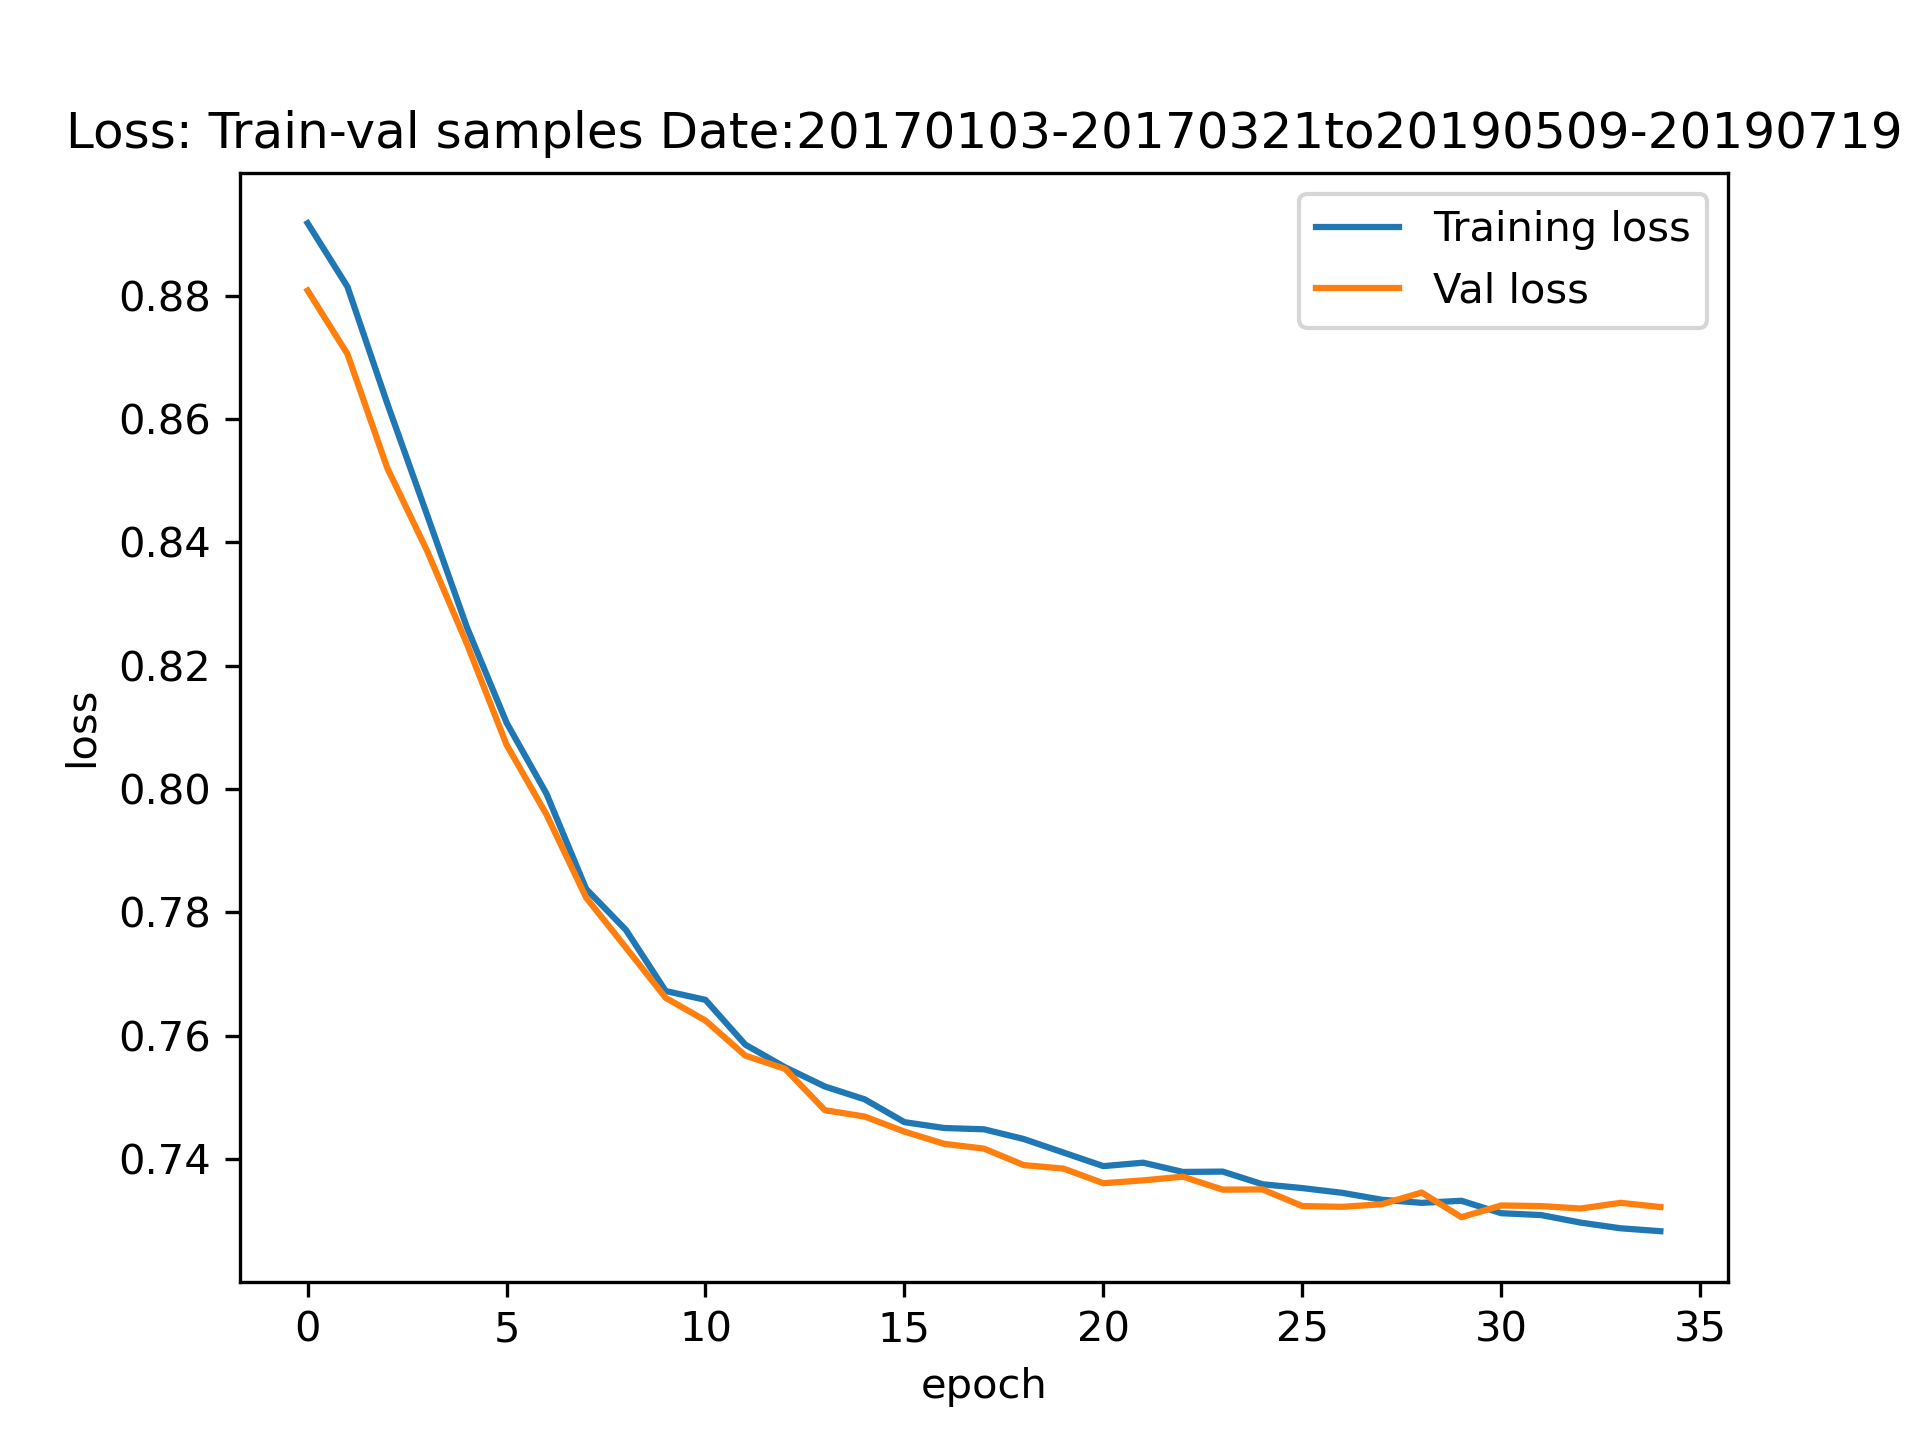 Loss: Train-val samples Date:20170103-20170321to20190509-20190719
Training loss
Val loss
0.88
0.86
0.84
0.82
0.80
0.78
0.76
0.74
loss
0 5 10 15 20 25 30 35
epoch